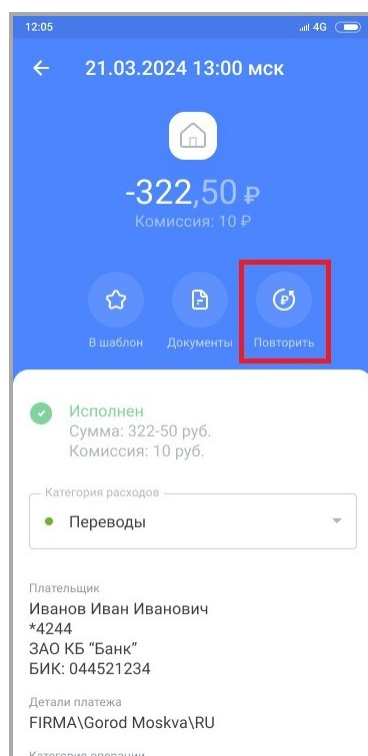 12:05
4G
21.03.2024 13:00 мск
-322,50 ₽
Комиссия: 10 ₽
В шаблон Документы Повторить
Исполнен
Сумма: 322-50 руб.
Комиссия: 10 руб.
Категория расходов
Переводы
Плательщик
Иванов Иван Иванович
*4244
ЗАО КБ “Банк”
БИК: 044521234
Детали платежа
FIRMA\Gorod Moskva\RU
Категория операции